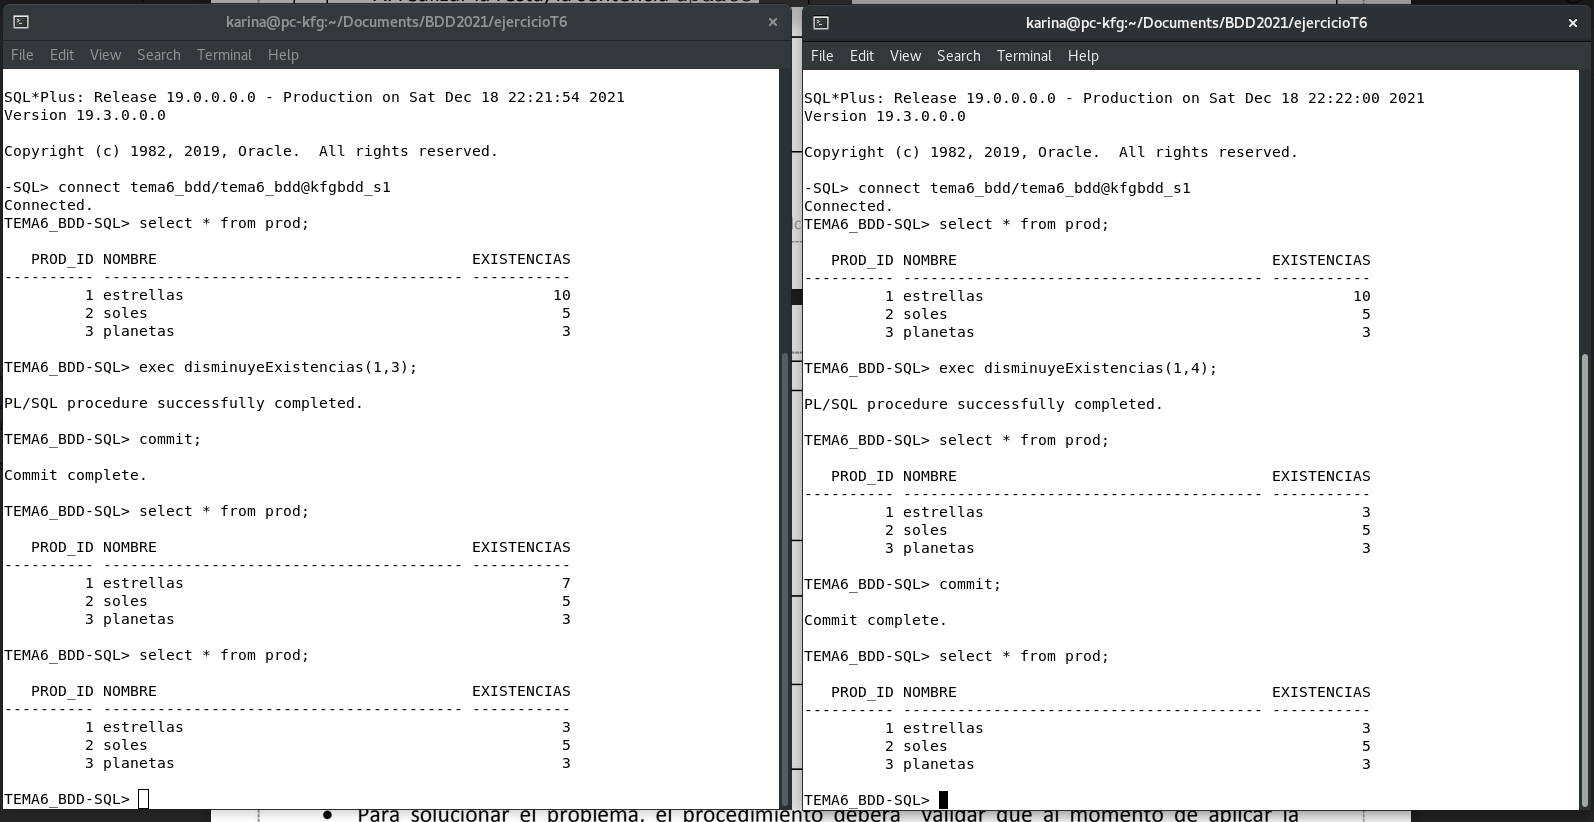 karina@pc-kfg:~/Documents/BDD2021/ejercicioT6
File Edit View Search Terminal Help
SQL*Plus: Release 19.0.0.0.0 - Production on Sat Dec 18 22:21:54 2021
Version 19.3.0.0.0
Copyright (c) 1982, 2019, Oracle.  All rights reserved.
-SQL> connect tema6_bdd/tema6_bdd@kfgbdd_s1
Connected.
TEMA6_BDD-SQL> select * from prod;
   PROD_ID NOMBRE                                   EXISTENCIAS
---------- ---------------------------------------- -----------
         1 estrellas                                         10
         2 soles                                              5
         3 planetas                                           3
TEMA6_BDD-SQL> exec disminuyeExistencias(1,3);
PL/SQL procedure successfully completed.
TEMA6_BDD-SQL> commit;
Commit complete.
TEMA6_BDD-SQL> select * from prod;
   PROD_ID NOMBRE                                   EXISTENCIAS
---------- ---------------------------------------- -----------
         1 estrellas                                          7
         2 soles                                              5
         3 planetas                                           3
TEMA6_BDD-SQL> select * from prod;
   PROD_ID NOMBRE                                   EXISTENCIAS
---------- ---------------------------------------- -----------
         1 estrellas                                          3
         2 soles                                              5
         3 planetas                                           3
TEMA6_BDD-SQL>
karina@pc-kfg:~/Documents/BDD2021/ejercicioT6
File Edit View Search Terminal Help
SQL*Plus: Release 19.0.0.0.0 - Production on Sat Dec 18 22:22:00 2021
Version 19.3.0.0.0
Copyright (c) 1982, 2019, Oracle.  All rights reserved.
-SQL> connect tema6_bdd/tema6_bdd@kfgbdd_s1
Connected.
TEMA6_BDD-SQL> select * from prod;
   PROD_ID NOMBRE                                   EXISTENCIAS
---------- ---------------------------------------- -----------
         1 estrellas                                         10
         2 soles                                              5
         3 planetas                                           3
TEMA6_BDD-SQL> exec disminuyeExistencias(1,4);
PL/SQL procedure successfully completed.
TEMA6_BDD-SQL> select * from prod;
   PROD_ID NOMBRE                                   EXISTENCIAS
---------- ---------------------------------------- -----------
         1 estrellas                                          3
         2 soles                                              5
         3 planetas                                           3
TEMA6_BDD-SQL> commit;
Commit complete.
TEMA6_BDD-SQL> select * from prod;
   PROD_ID NOMBRE                                   EXISTENCIAS
---------- ---------------------------------------- -----------
         1 estrellas                                          3
         2 soles                                              5
         3 planetas                                           3
TEMA6_BDD-SQL>
• Para solucionar el problema, el procedimiento deberá validar que al momento de aplicar la